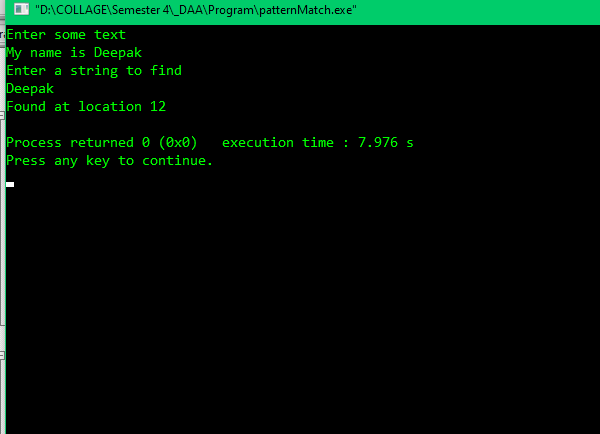 "D:\COLLAGE\Semester 4\_DAA\Program\patternMatch.exe"
Enter some text
My name is Deepak
Enter a string to find
Deepak
Found at location 12
Process returned 0 (0x0)   execution time : 7.976 s
Press any key to continue.